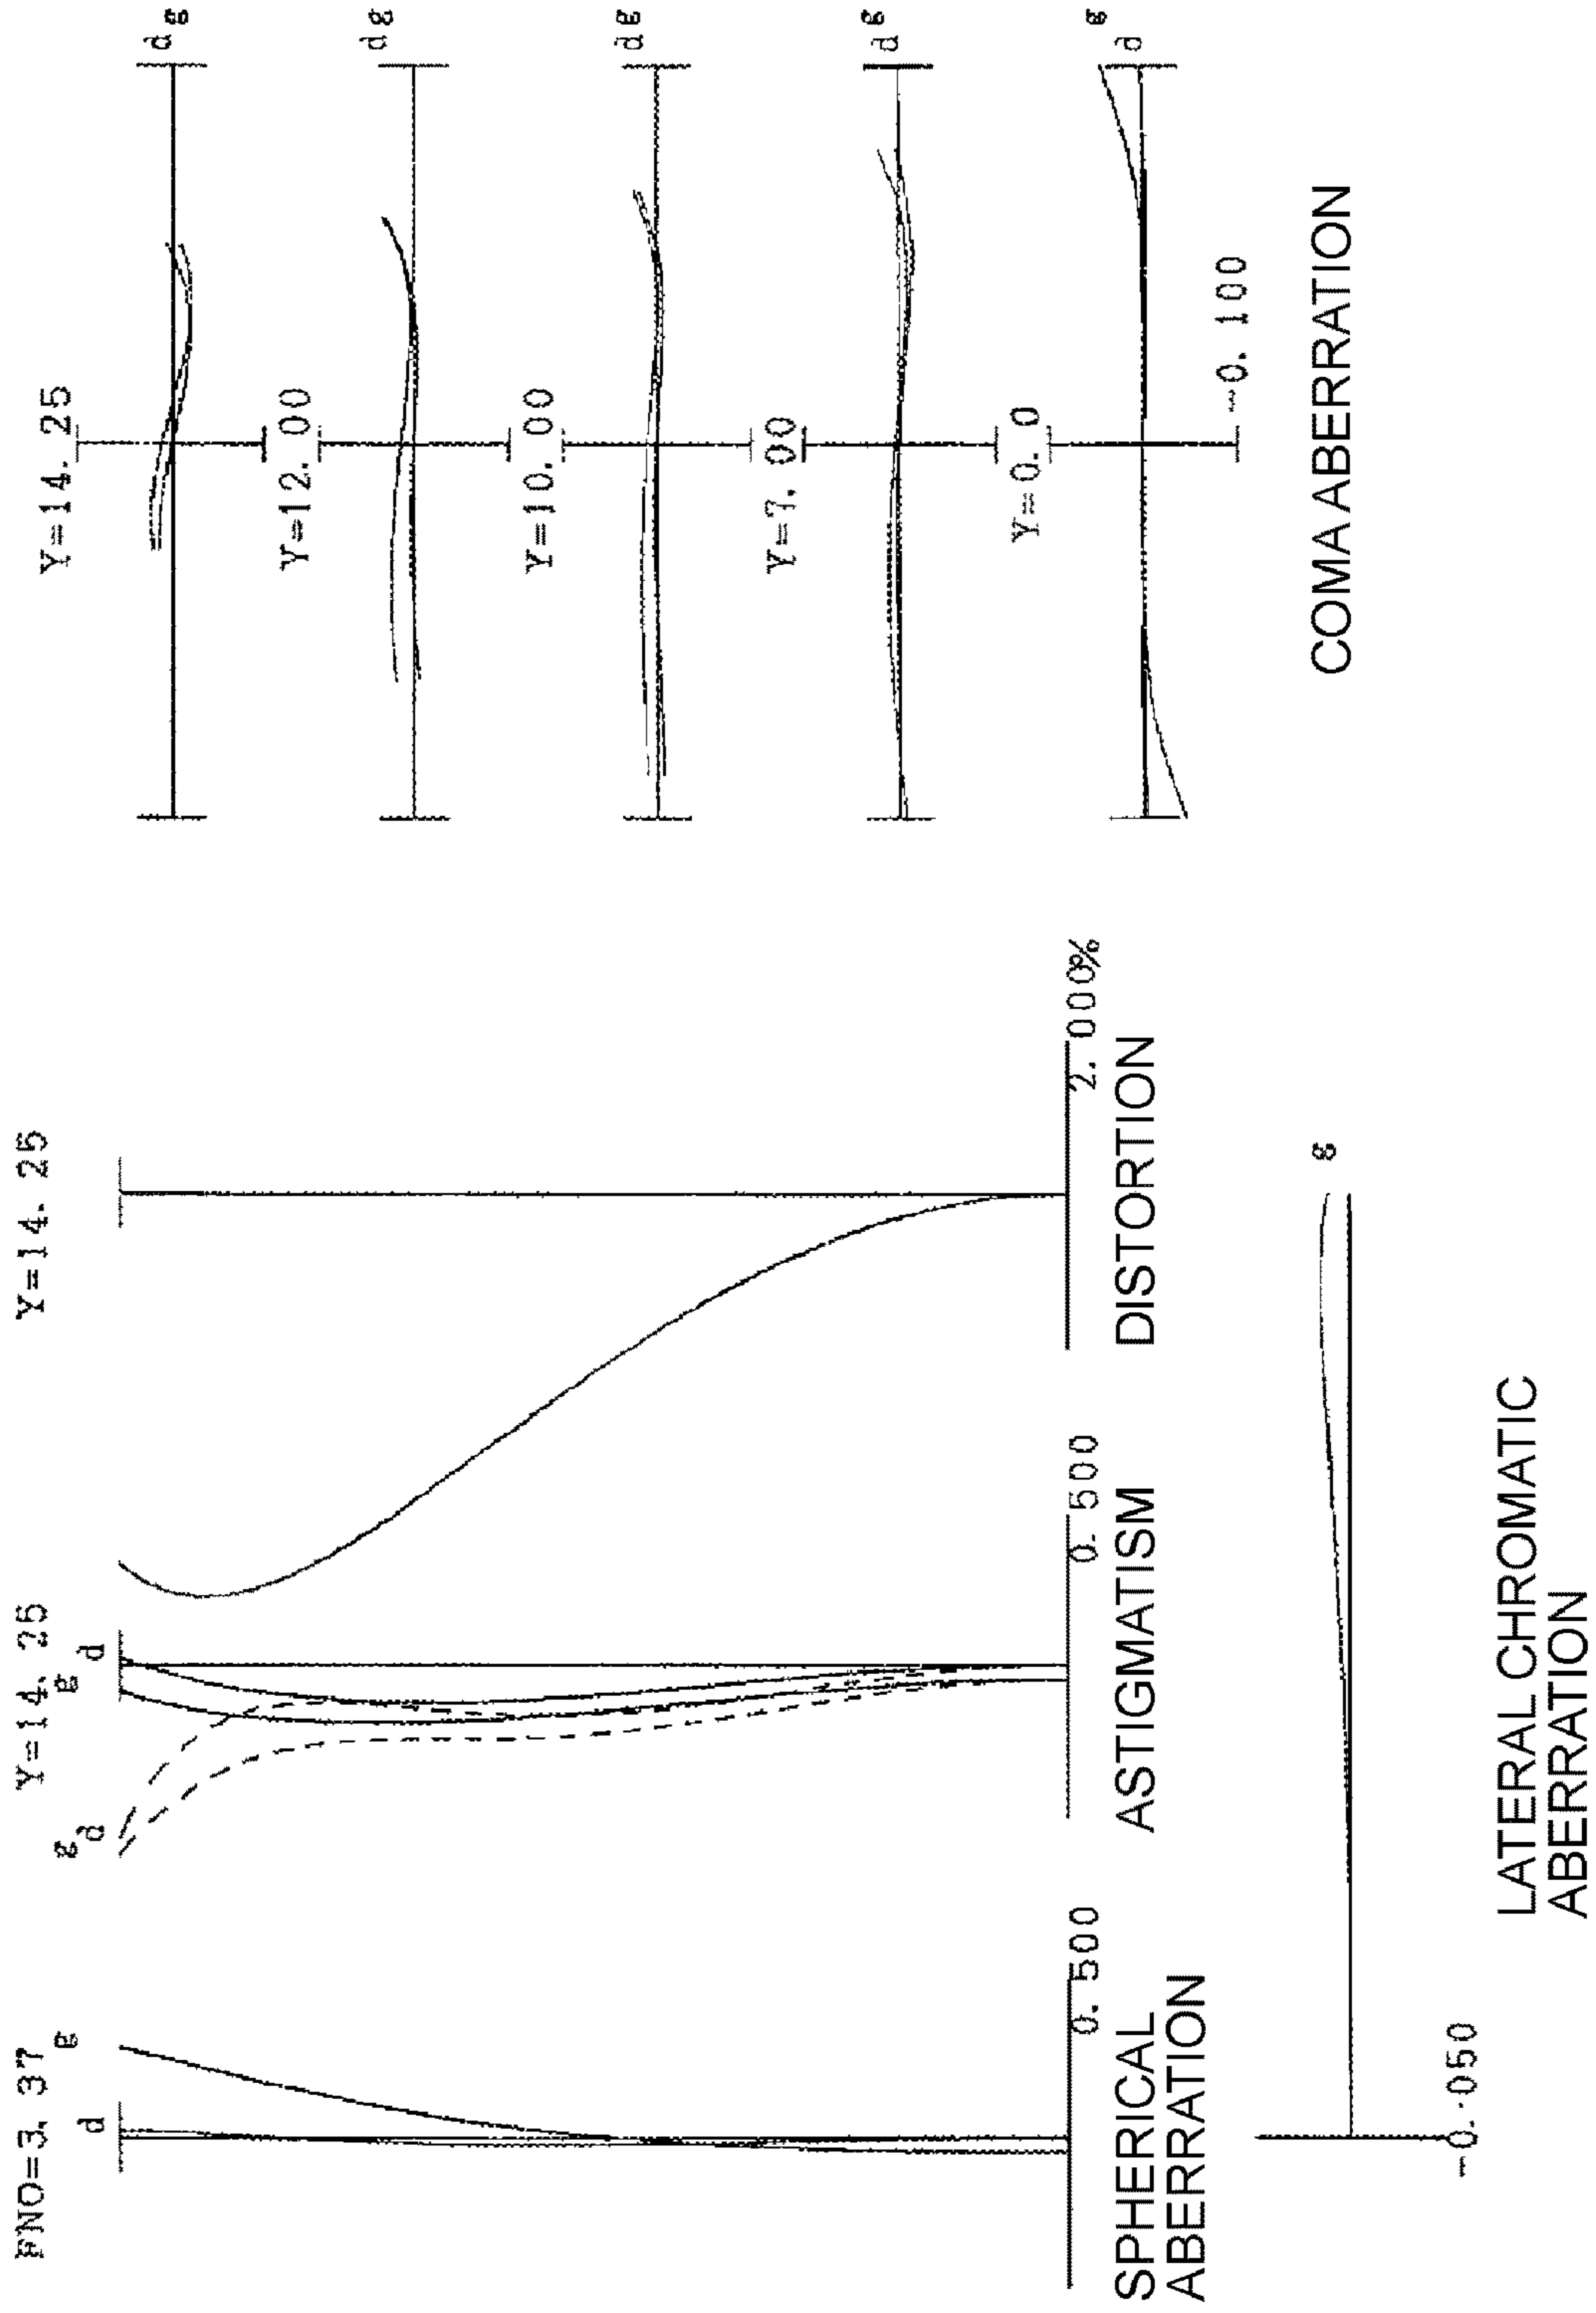 FNO=3. 37
g
d
0. 500
SPHERICAL
ABERRATION
Y=14. 25
g
d
g
d
0. 500
ASTIGMATISM
Y=14. 25
2. 000%
DISTORTION
-0. 050
g
LATERAL CHROMATIC
ABERRATION
Y=14. 25
d g
Y=12. 00
d g
Y=10. 00
d g
Y=7. 00
d g
Y=0. 0
d g
-0. 100
COMA ABERRATION